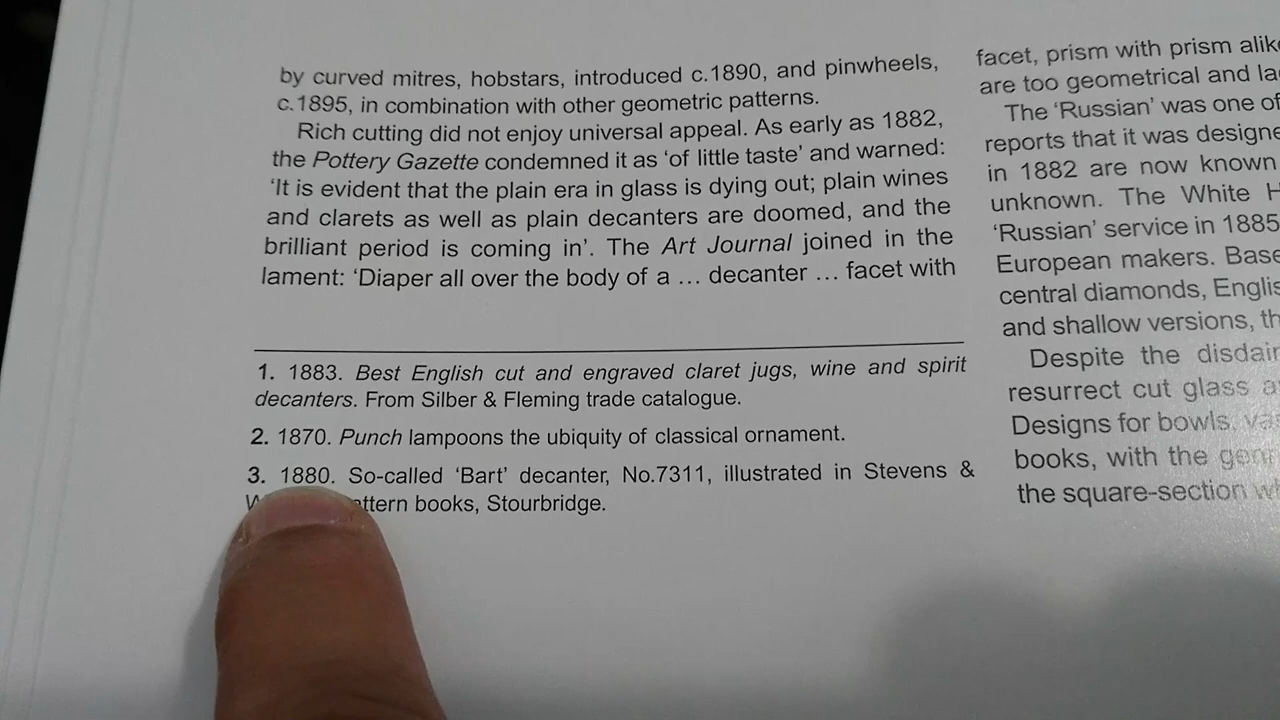 by curved mitres, hobstars, introduced c.1890, and pinwheels,
c.1895, in combination with other geometric patterns.
Rich cutting did not enjoy universal appeal. As early as 1882,
the Pottery Gazette condemned it as ‘of little taste’ and warned:
‘It is evident that the plain era in glass is dying out; plain wines
and clarets as well as plain decanters are doomed, and the
brilliant period is coming in’. The Art Journal joined in the
lament: ‘Diaper all over the body of a … decanter … facet with
1. 1883. Best English cut and engraved claret jugs, wine and spirit
decanters. From Silber & Fleming trade catalogue.
2. 1870. Punch lampoons the ubiquity of classical ornament.
3. 1880. So-called ‘Bart’ decanter, No.7311, illustrated in Stevens &
books, Stourbridge.
facet, prism with prism
are too geometrical and
The ‘Russian’ was one of
reports that it was
in 1882 are now known
unknown. The White
‘Russian’ service in 1885
European makers.
central diamonds,
and shallow versions,
Despite the
resurrect cut glass
Designs for bowls,
books, with the
the square-section